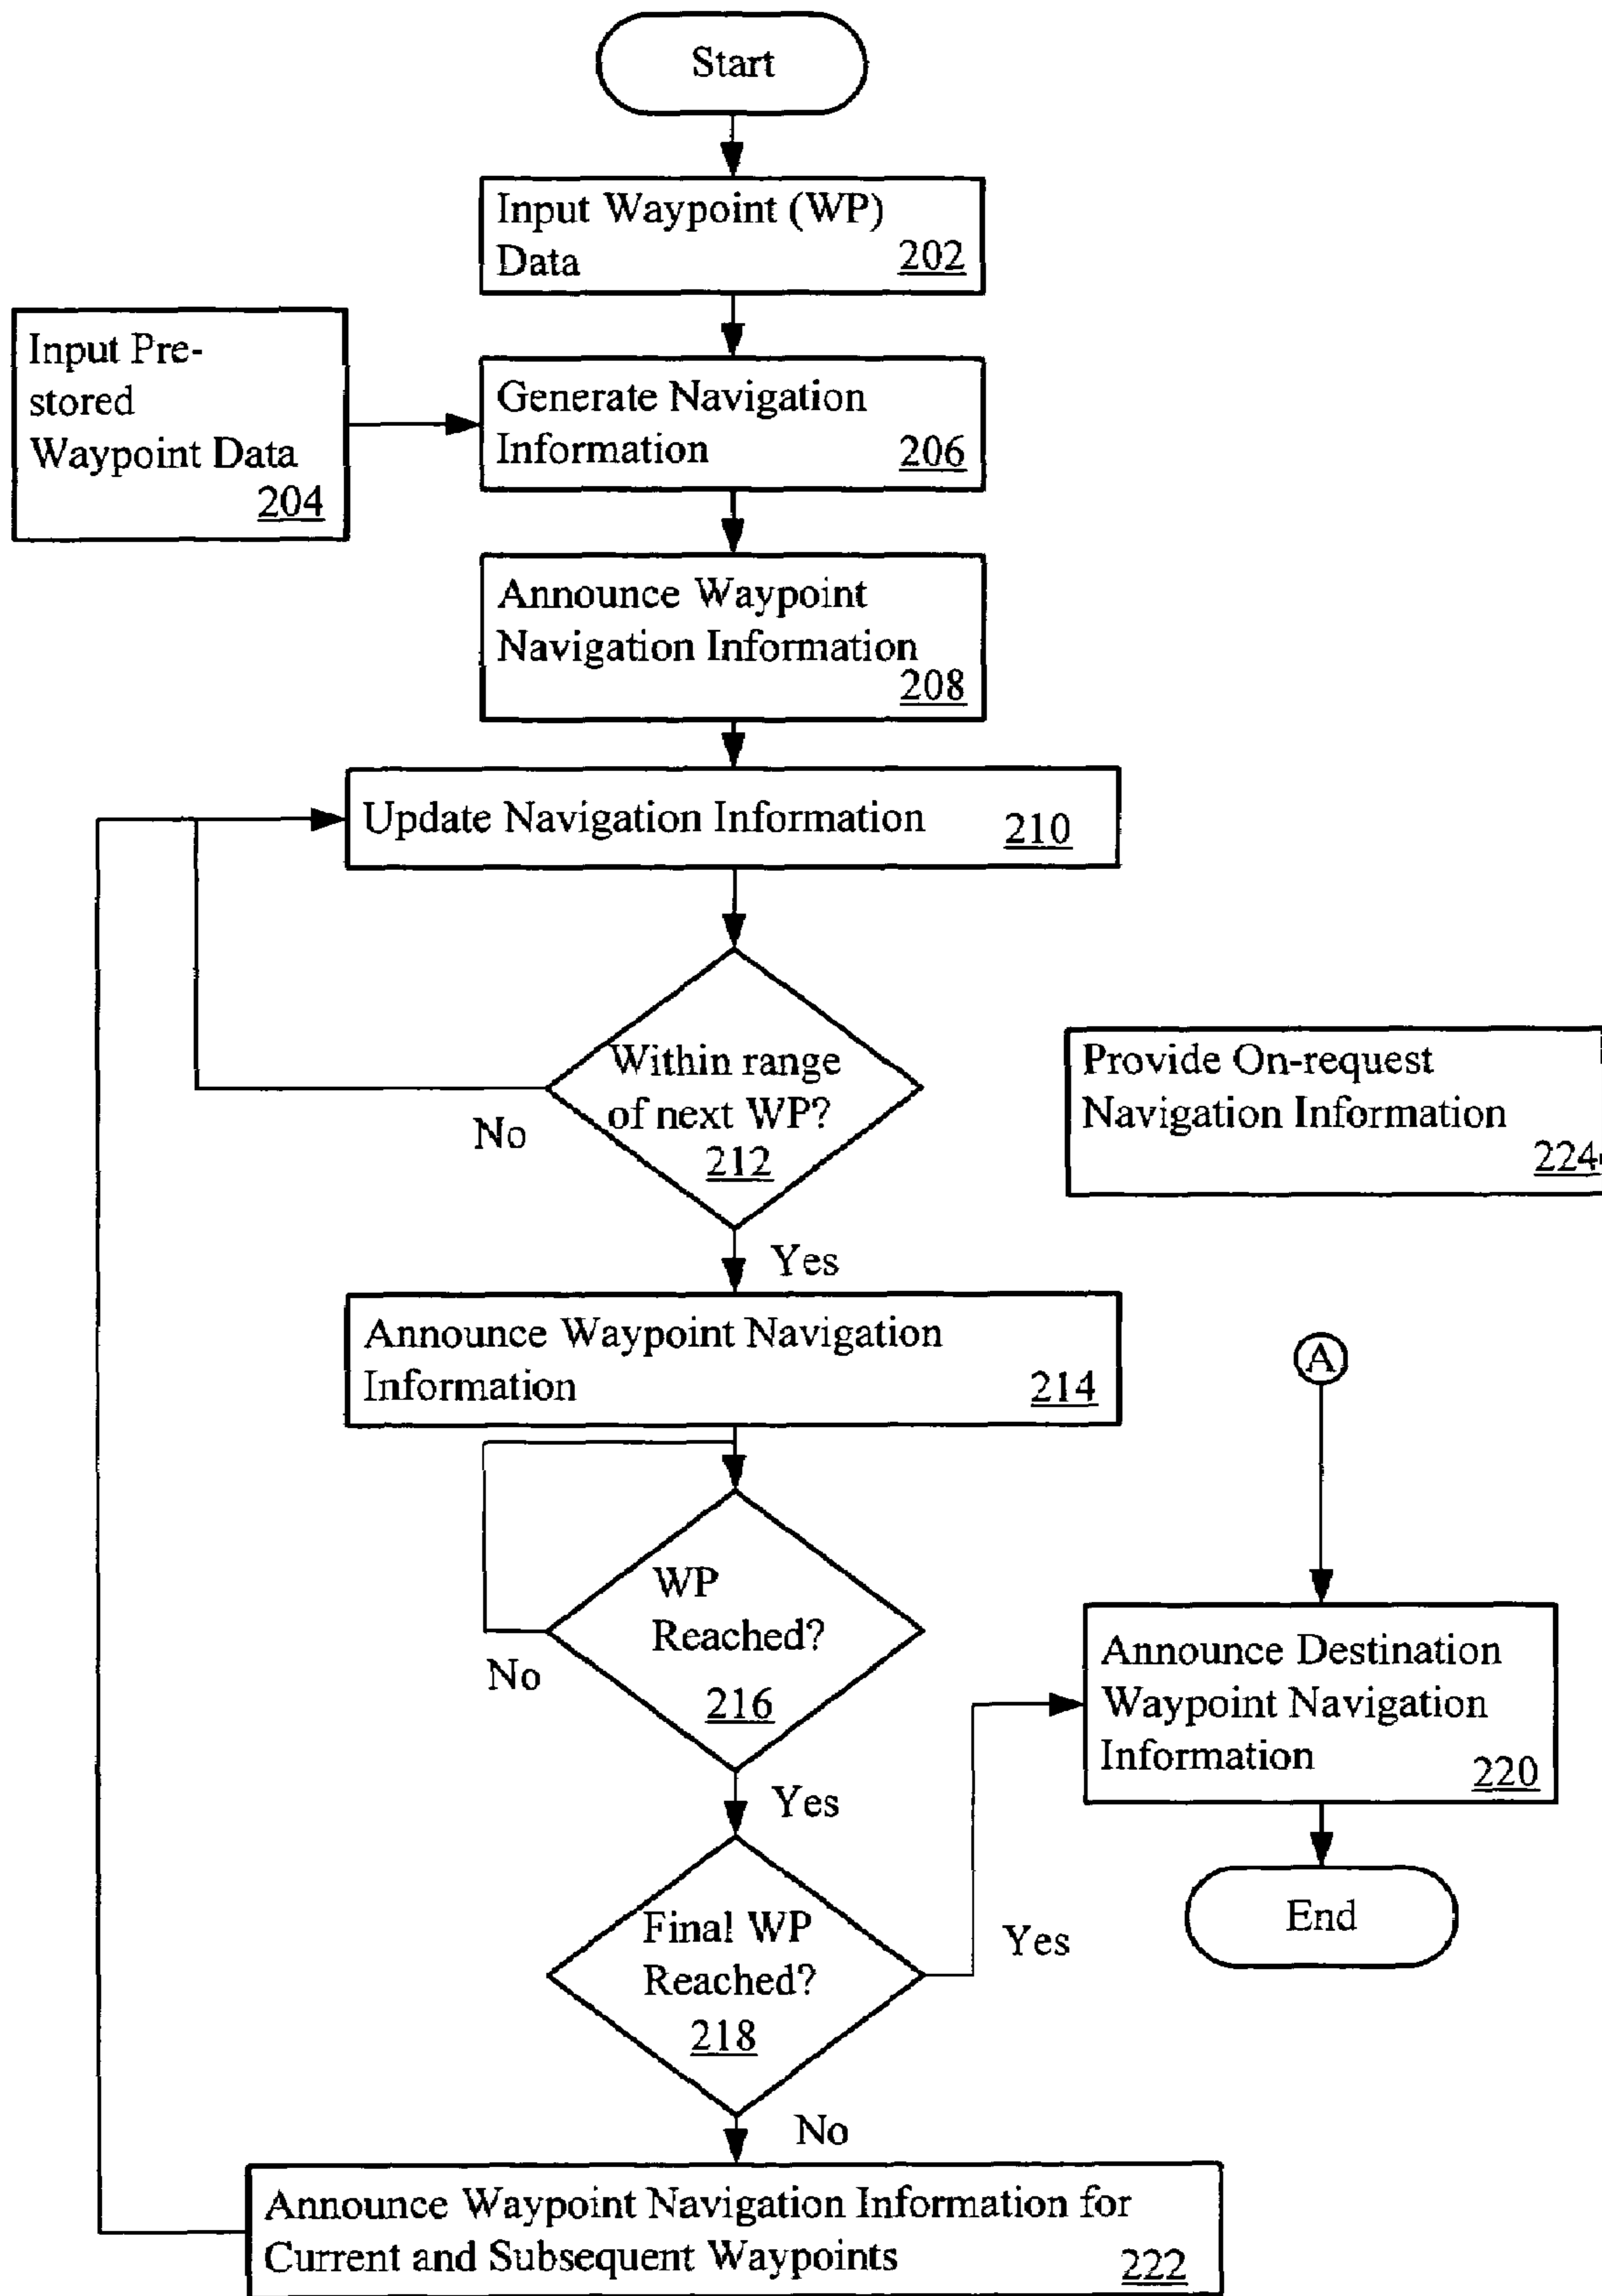 Start
Input Waypoint (WP)
Data 202
Input Pre-
stored
Waypoint Data
204
Generate Navigation
Information 206
Announce Waypoint
Navigation Information
208
Update Navigation Information 210
Within range
of next WP?
212
No
Yes
Provide On-request
Navigation Information
224
Announce Waypoint Navigation
Information 214
A
WP
Reached?
216
No
Yes
Announce Destination
Waypoint Navigation
Information 220
Final WP
Reached?
218
Yes
No
End
Announce Waypoint Navigation Information for
Current and Subsequent Waypoints 222